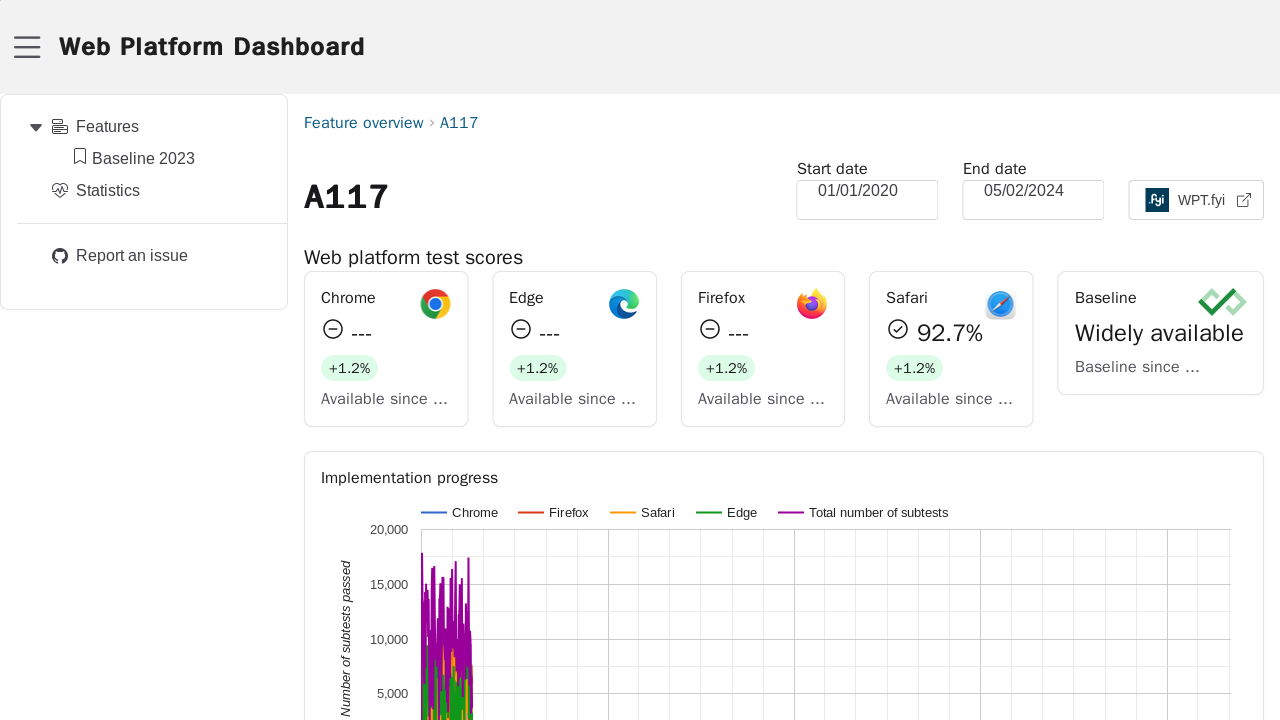 Web Platform Dashboard
Features
Baseline 2023
Statistics
Report an issue
Feature overview › A117
A117
Start date
01/01/2020
End date
05/02/2024
.fyi WPT.fyi
Web platform test scores
Chrome
---
+1.2%
Available since ...
Edge
---
+1.2%
Available since ...
Firefox
---
+1.2%
Available since ...
Safari
92.7%
+1.2%
Available since ...
Baseline
Widely available
Baseline since ...
Implementation progress
Chrome Firefox Safari Edge Total number of subtests
20,000
15,000
10,000
5,000
Number of subtests passed